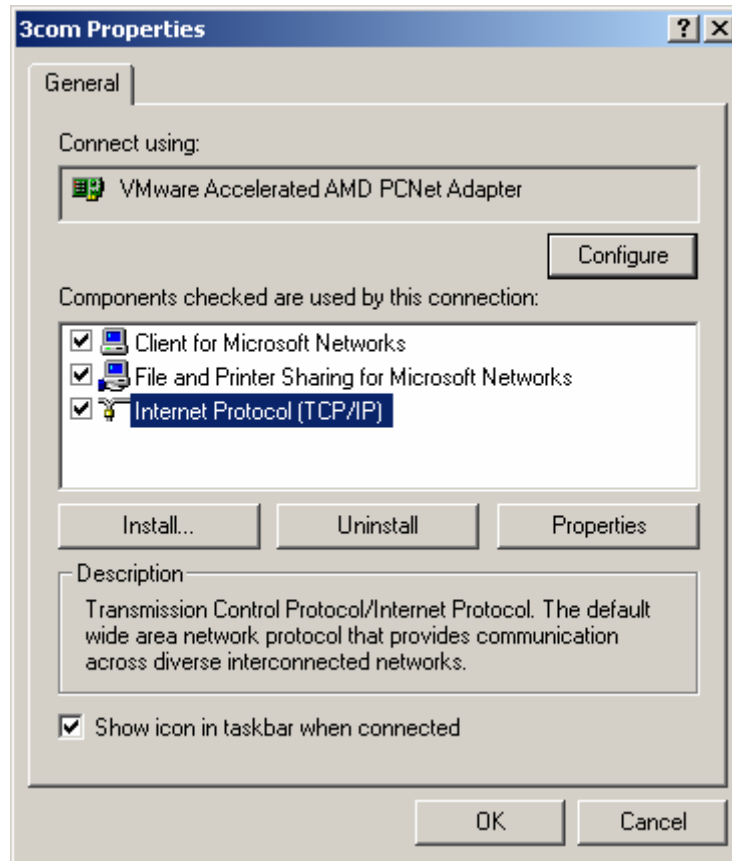 3com Properties
General
Connect using:
VMware Accelerated AMD PCNet Adapter
Configure
Components checked are used by this connection:
Client for Microsoft Networks
File and Printer Sharing for Microsoft Networks
Internet Protocol (TCP/IP)
Install... Uninstall Properties
Description
Transmission Control Protocol/Internet Protocol. The default
wide area network protocol that provides communication
across diverse interconnected networks.
Show icon in taskbar when connected
OK Cancel